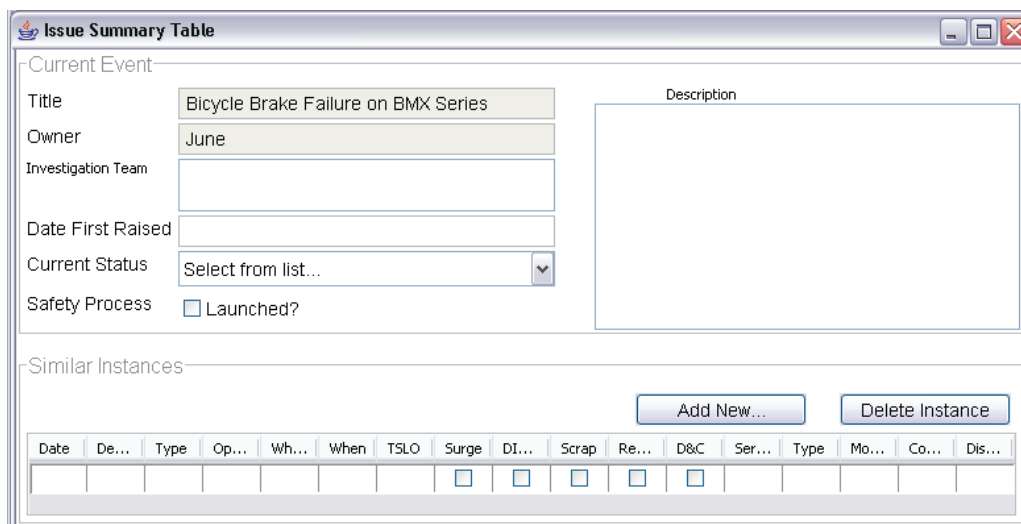 Issue Summary Table
Current Event
Title
Bicycle Brake Failure on BMX Series
Owner
June
Investigation Team
Date First Raised
Current Status
Select from list...
Safety Process
Launched?
Description
Similar Instances
Add New...
Delete Instance
Date De... Type Op... Wh... When TSLO Surge DI... Scrap Re... D&C Ser... Type Mo... Co... Dis...